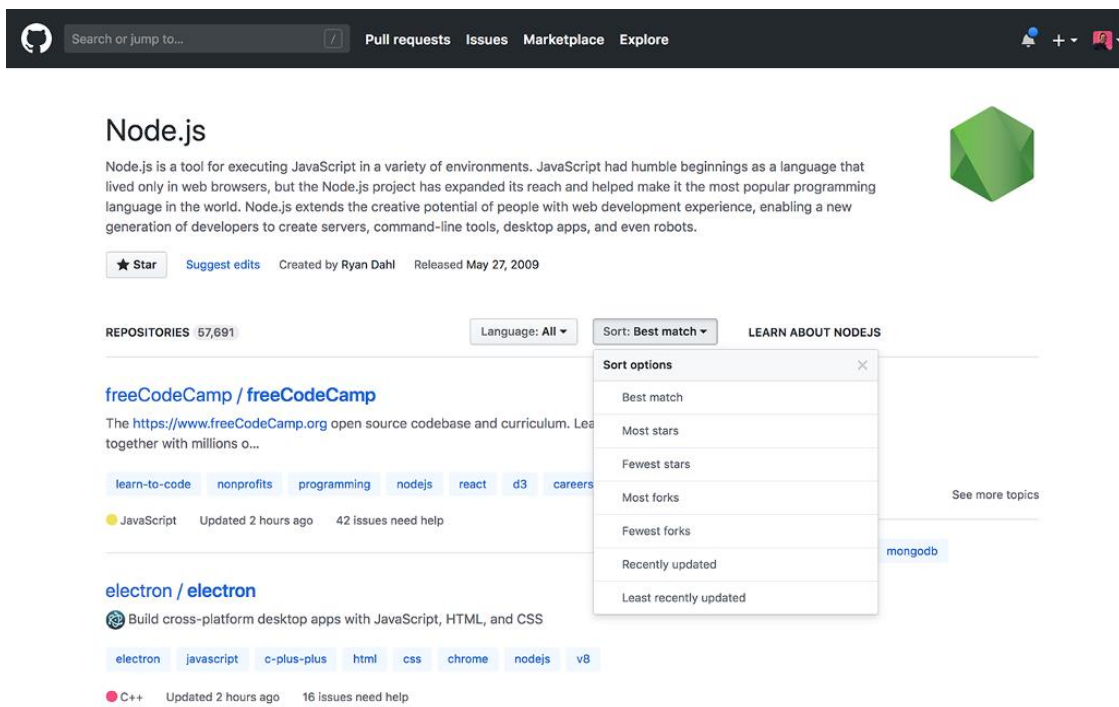 Search or jump to... /
Pull requests Issues Marketplace Explore
Node.js
Node.js is a tool for executing JavaScript in a variety of environments. JavaScript had humble beginnings as a language that
lived only in web browsers, but the Node.js project has expanded its reach and helped make it the most popular programming
language in the world. Node.js extends the creative potential of people with web development experience, enabling a new
generation of developers to create servers, command-line tools, desktop apps, and even robots.
Star Suggest edits Created by Ryan Dahl Released May 27, 2009
REPOSITORIES 57,691 Language: All Sort: Best match LEARN ABOUT NODEJS
Sort options
Best match
Most stars
Fewest stars
Most forks
Fewest forks
Recently updated
Least recently updated
freeCodeCamp / freeCodeCamp
The https://www.freeCodeCamp.org open source codebase and curriculum. Lea
together with millions o...
learn-to-code nonprofits programming nodejs react d3 careers
JavaScript Updated 2 hours ago 42 issues need help
See more topics
mongodb
electron / electron
Build cross-platform desktop apps with JavaScript, HTML, and CSS
electron javascript c-plus-plus html css chrome nodejs v8
C++ Updated 2 hours ago 16 issues need help